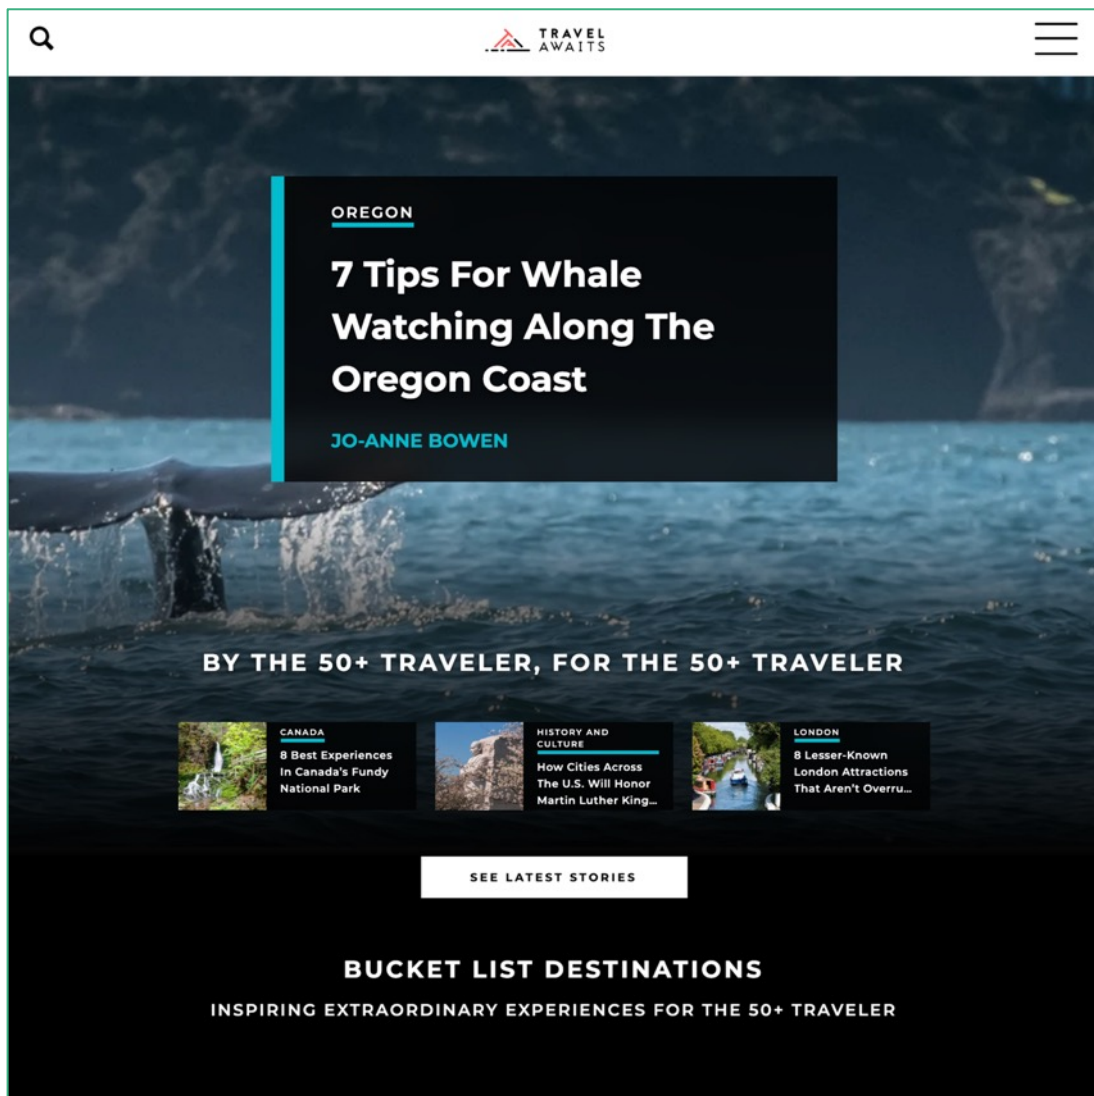 TRAVEL
AWAITS
OREGON
7 Tips For Whale
Watching Along The
Oregon Coast
JO-ANNE BOWEN
BY THE 50+ TRAVELER, FOR THE 50+ TRAVELER
CANADA
8 Best Experiences
In Canada's Fundy
National Park
HISTORY AND
CULTURE
How Cities Across
The U.S. Will Honor
Martin Luther King...
LONDON
8 Lesser-Known
London Attractions
That Aren't Overru...
SEE LATEST STORIES
BUCKET LIST DESTINATIONS
INSPIRING EXTRAORDINARY EXPERIENCES FOR THE 50+ TRAVELER